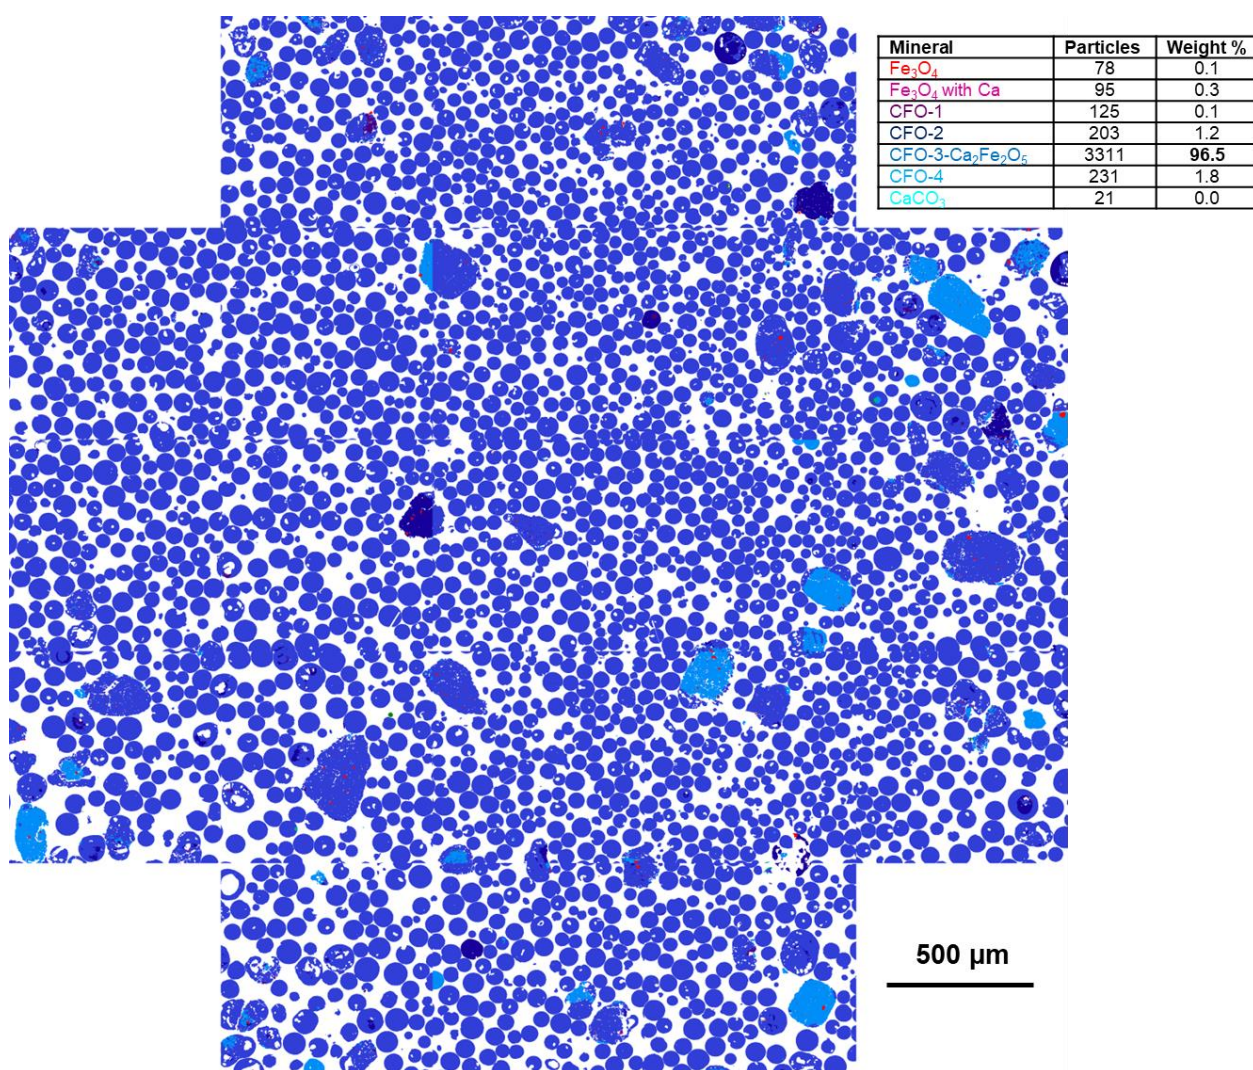 Mineral Particles Weight %
Fe₃O₄ 78 0.1
Fe₃O₄ with Ca 95 0.3
CFO-1 125 0.1
CFO-2 203 1.2
CFO-3-Ca₂Fe₂O₅ 3311 96.5
CFO-4 231 1.8
CaCO₃ 21 0.0
500 µm